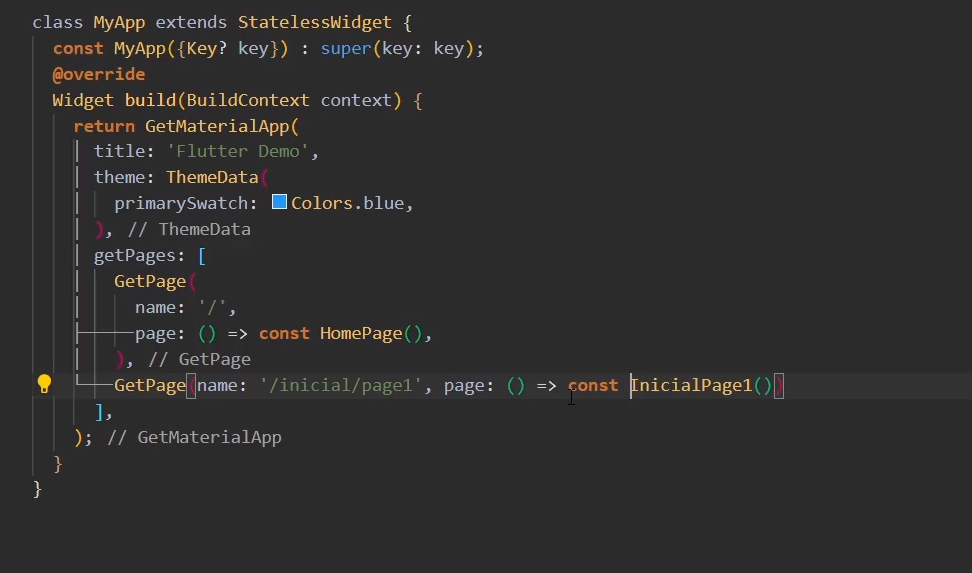 class MyApp extends StatelessWidget {
const MyApp({Key? key}) : super(key: key);
@override
Widget build(BuildContext context) {
return GetMaterialApp(
title: 'Flutter Demo',
theme: ThemeData(
primarySwatch: Colors.blue,
), // ThemeData
getPages: [
GetPage(
name: '/',
page: () => const HomePage(),
), // GetPage
GetPage(name: '/inicial/page1', page: () => const InicialPage1())
],
); // GetMaterialApp
}
}